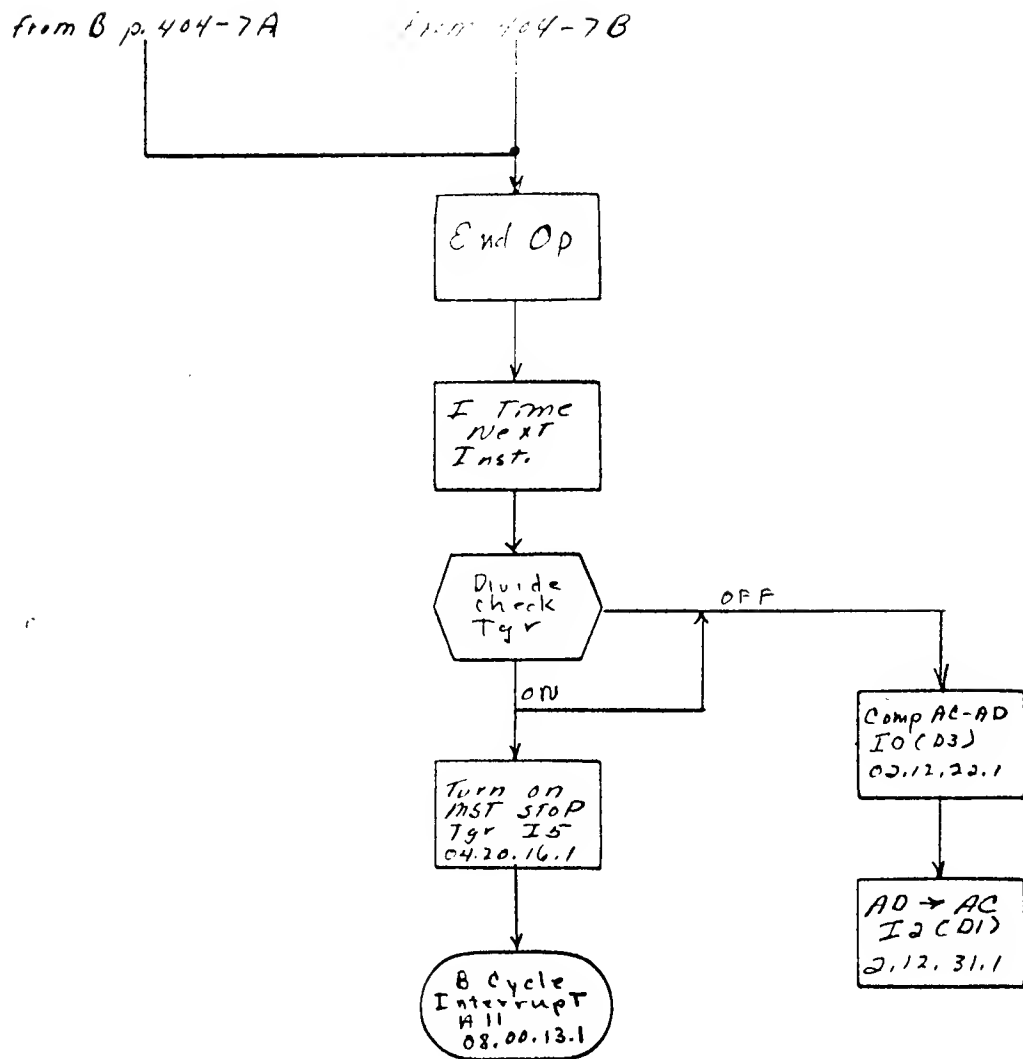 from B p. 404-7A
from 404-7B
End Op
I Time
Next
Inst.
Divide
Check
Tgr
OFF
ON
Comp AC-AD
I0 (D3)
02.12.22.1
Turn on
MST STOP
Tgr I5
04.20.16.1
AD → AC
I2 (D1)
2.12.31.1
B Cycle
Interrupt
A11
08.00.13.1